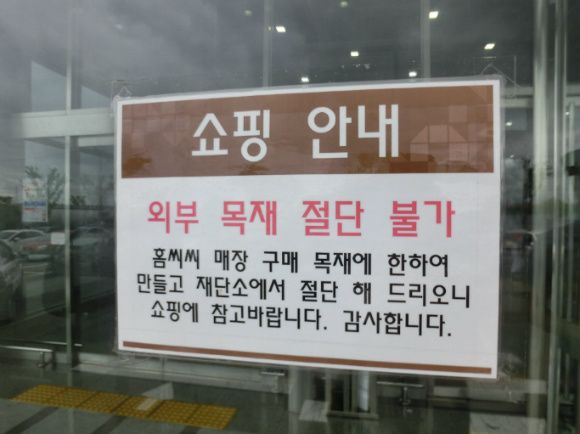 쇼핑 안내
외부 목재 절단 불가
홈씨씨 매장 구매 목재에 한하여
만들고 재단소에서 절단 해 드리오니
쇼핑에 참고바랍니다. 감사합니다.